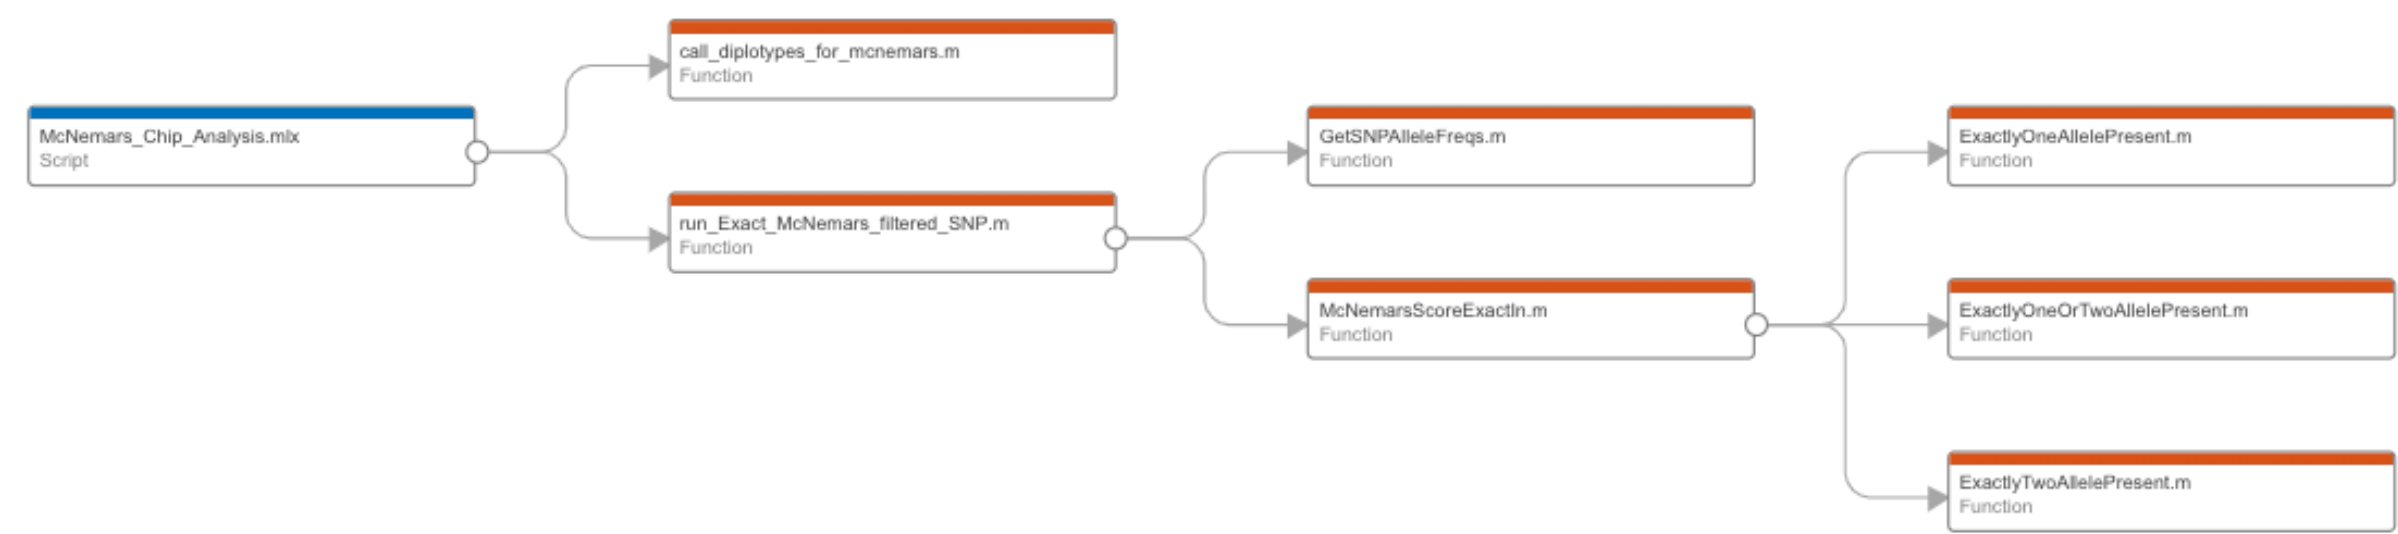 McNemars_Chip_Analysis.mlx
Script
call_diplotypes_for_mcnemars.m
Function
run_Exact_McNemars_filtered_SNP.m
Function
GetSNPAlleleFreqs.m
Function
McNemarsScoreExactIn.m
Function
ExactlyOneAllelePresent.m
Function
ExactlyOneOrTwoAllelePresent.m
Function
ExactlyTwoAllelePresent.m
Function